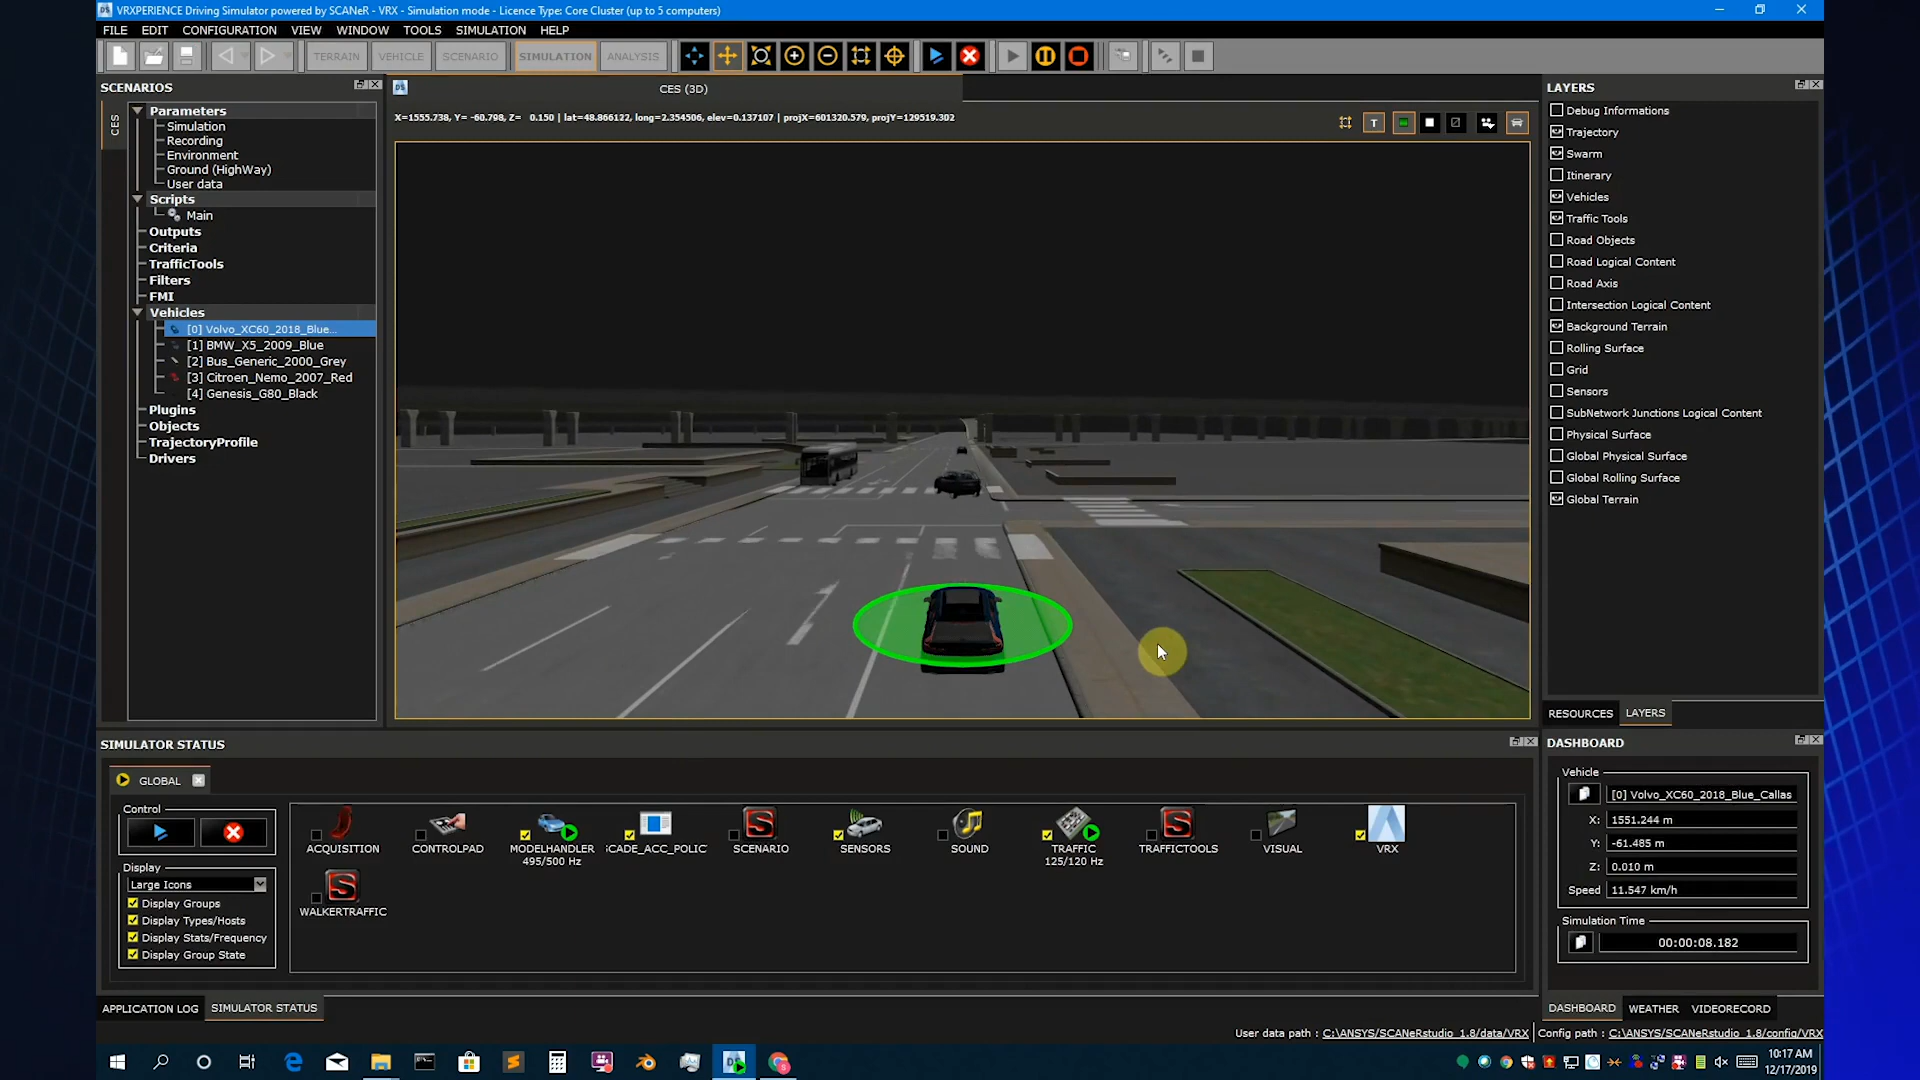 VRXPERIENCE Driving Simulator powered by SCANeR - VRX - Simulation mode - Licence Type: Core Cluster (up to 5 computers)
FILE EDIT CONFIGURATION VIEW WINDOW TOOLS SIMULATION HELP
TERRAIN VEHICLE SCENARIO SIMULATION ANALYSIS
SCENARIOS
CES
Parameters
Simulation
Recording
Environment
Ground (HighWay)
User data
Scripts
Main
Outputs
Criteria
TrafficTools
Filters
FMI
Vehicles
[0] Volvo_XC60_2018_Blue...
[1] BMW_X5_2009_Blue
[2] Bus_Generic_2000_Grey
[3] Citroen_Nemo_2007_Red
[4] Genesis_G80_Black
Plugins
Objects
TrajectoryProfile
Drivers
CES (3D)
X=1555.738, Y= -60.798, Z= 0.150 | lat=48.866122, long=2.354506, elev=0.137107 | projX=601320.579, projY=129519.302
T
LAYERS
Debug Informations
Trajectory
Swarm
Itinerary
Vehicles
Traffic Tools
Road Objects
Road Logical Content
Road Axis
Intersection Logical Content
Background Terrain
Rolling Surface
Grid
Sensors
SubNetwork Junctions Logical Content
Physical Surface
Global Physical Surface
Global Rolling Surface
Global Terrain
RESOURCES LAYERS
SIMULATOR STATUS
GLOBAL
Control
Display
Large Icons
Display Groups
Display Types/Hosts
Display Stats/Frequency
Display Group State
ACQUISITION
CONTROLPAD
MODELHANDLER
495/500 Hz
CADE_ACC_POLIC
SCENARIO
SENSORS
SOUND
TRAFFIC
125/120 Hz
TRAFFICTOOLS
VISUAL
VRX
WALKERTRAFFIC
APPLICATION LOG SIMULATOR STATUS
DASHBOARD
Vehicle
[0] Volvo_XC60_2018_Blue_Callas
X: 1551.244 m
Y: -61.485 m
Z: 0.010 m
Speed 11.547 km/h
Simulation Time
00:00:08.182
DASHBOARD WEATHER VIDEORECORD
User data path : C:\ANSYS/SCANeRstudio_1.8/data/VRX Config path : C:\ANSYS/SCANeRstudio_1.8/config/VRX
10:17 AM
12/17/2019